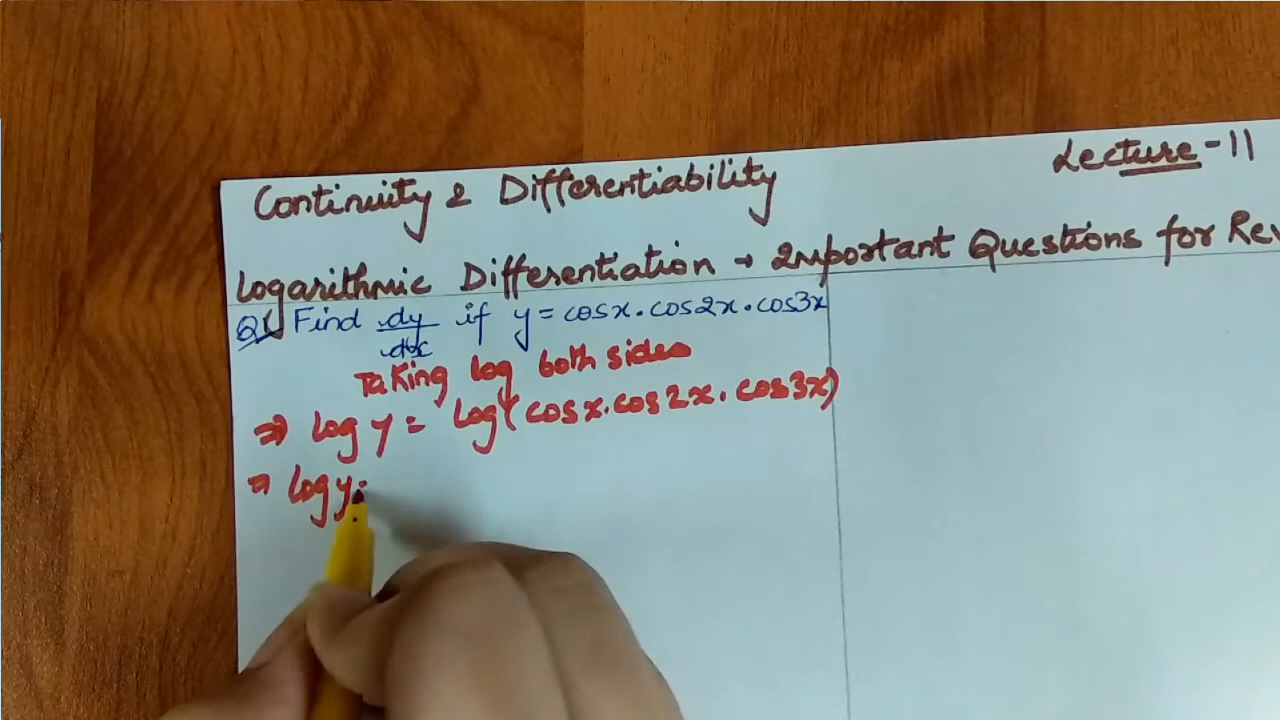 Lecture-11
Continuity & Differentiability
Logarithmic Differentiation → Important Questions for Rev
Q1 Find dy/dx if y = cosx.cos2x.cos3x
Taking log both sides
⇒ log y = log(cosx.cos2x.cos3x)
⇒ log y =